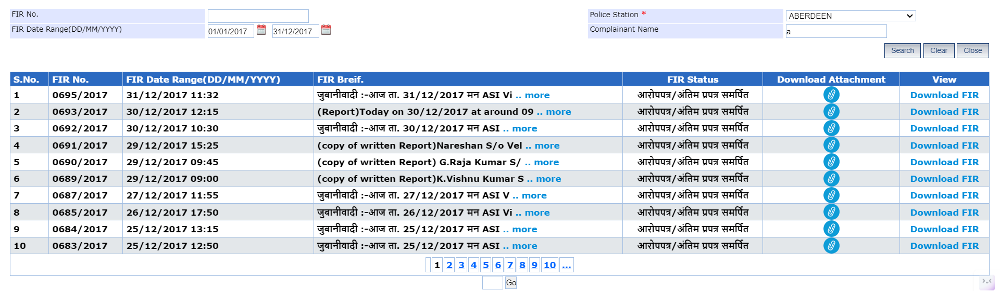 FIR No.
Police Station *
ABERDEEN
FIR Date Range(DD/MM/YYYY)
01/01/2017
31/12/2017
Complainant Name
a
Search Clear Close
S.No. FIR No. FIR Date Range(DD/MM/YYYY) FIR Breif. FIR Status Download Attachment View
1 0695/2017 31/12/2017 11:32 जुबानीवादी :-आज ता. 31/12/2017 मन ASI Vi .. more आरोपपत्र/अंतिम प्रपत्र समर्पित Download FIR
2 0693/2017 30/12/2017 12:15 (Report)Today on 30/12/2017 at around 09 .. more आरोपपत्र/अंतिम प्रपत्र समर्पित Download FIR
3 0692/2017 30/12/2017 10:30 जुबानीवादी :-आज ता. 30/12/2017 मन ASI .. more आरोपपत्र/अंतिम प्रपत्र समर्पित Download FIR
4 0691/2017 29/12/2017 15:25 (copy of written Report)Nareshan S/o Vel .. more आरोपपत्र/अंतिम प्रपत्र समर्पित Download FIR
5 0690/2017 29/12/2017 09:45 (copy of written Report) G.Raja Kumar S/ .. more आरोपपत्र/अंतिम प्रपत्र समर्पित Download FIR
6 0689/2017 29/12/2017 09:00 (copy of written Report)K.Vishnu Kumar S .. more आरोपपत्र/अंतिम प्रपत्र समर्पित Download FIR
7 0687/2017 27/12/2017 11:55 जुबानीवादी :-आज ता. 27/12/2017 मन ASI V .. more आरोपपत्र/अंतिम प्रपत्र समर्पित Download FIR
8 0685/2017 26/12/2017 17:50 जुबानीवादी :-आज ता. 26/12/2017 मन ASI Vi .. more आरोपपत्र/अंतिम प्रपत्र समर्पित Download FIR
9 0684/2017 25/12/2017 13:15 जुबानीवादी :-आज ता. 25/12/2017 मन ASI .. more आरोपपत्र/अंतिम प्रपत्र समर्पित Download FIR
10 0683/2017 25/12/2017 12:50 जुबानीवादी :-आज ता. 25/12/2017 मन ASI .. more आरोपपत्र/अंतिम प्रपत्र समर्पित Download FIR
1 2 3 4 5 6 7 8 9 10 ...
Go